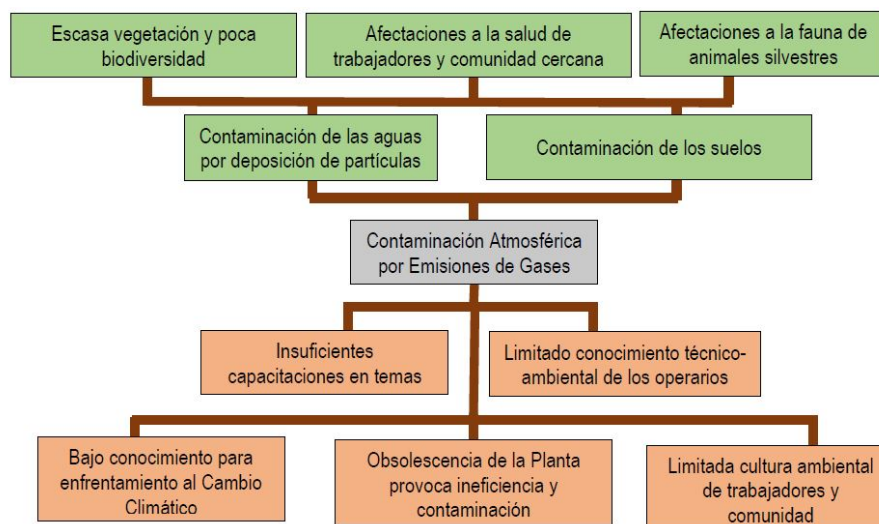 Escasa vegetación y poca
biodiversidad
Afectaciones a la salud de
trabajadores y comunidad cercana
Afectaciones a la fauna de
animales silvestres
Contaminación de las aguas
por deposición de partículas
Contaminación de los suelos
Contaminación Atmosférica
por Emisiones de Gases
Insuficientes
capacitaciones en temas
Limitado conocimiento técnico-
ambiental de los operarios
Bajo conocimiento para
enfrentamiento al Cambio
Climático
Obsolescencia de la Planta
provoca ineficiencia y
contaminación
Limitada cultura ambiental
de trabajadores y
comunidad